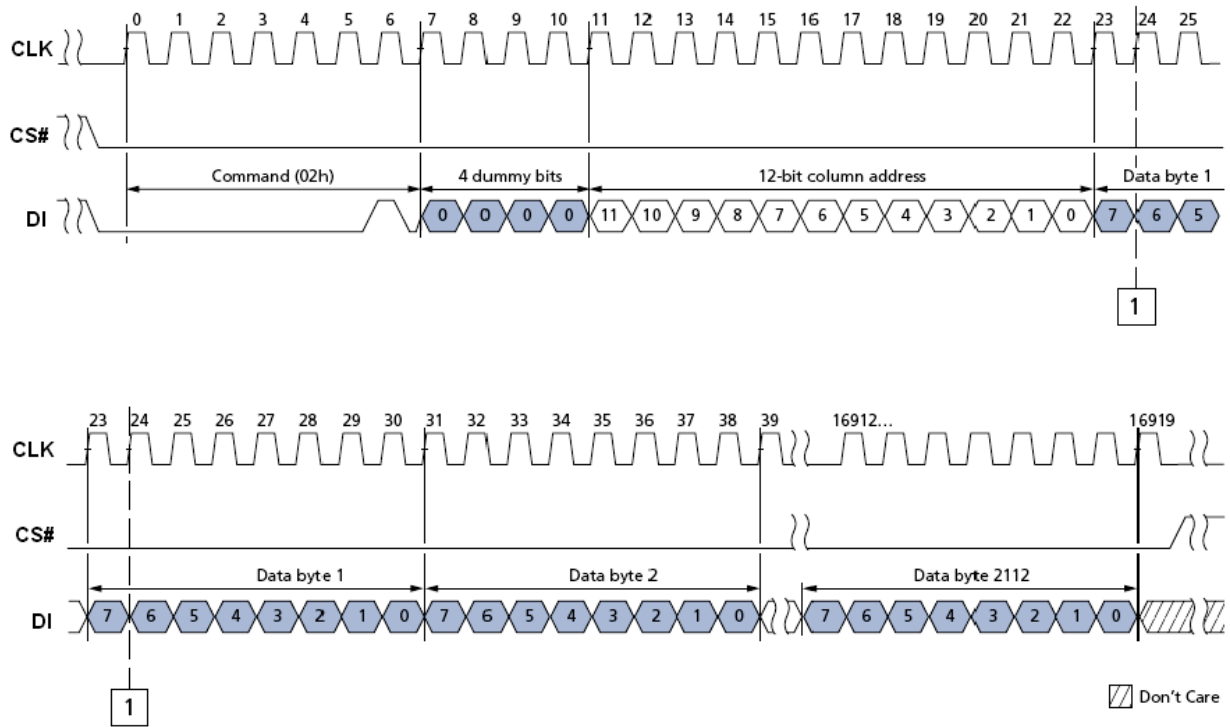 0 1 2 3 4 5 6 7 8 9 10 11 12 13 14 15 16 17 18 19 20 21 22 23 24 25
CLK
CS#
Command (02h) 4 dummy bits 12-bit column address Data byte 1
DI 0 0 0 0 11 10 9 8 7 6 5 4 3 2 1 0 7 6 5
1
23 24 25 26 27 28 29 30 31 32 33 34 35 36 37 38 39 16912... 16919
CLK
CS#
Data byte 1 Data byte 2 Data byte 2112
DI 7 6 5 4 3 2 1 0 7 6 5 4 3 2 1 0 7 6 5 4 3 2 1 0
1
Don't Care